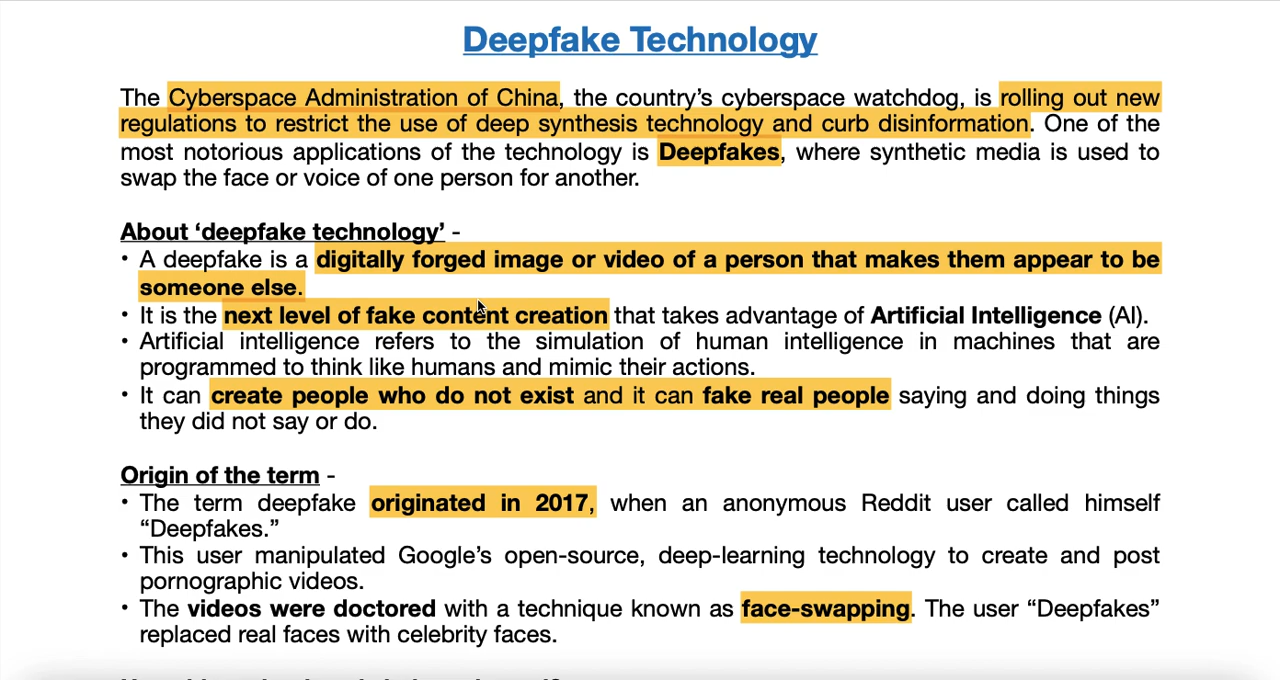 Deepfake Technology
The Cyberspace Administration of China, the country’s cyberspace watchdog, is rolling out new
regulations to restrict the use of deep synthesis technology and curb disinformation. One of the
most notorious applications of the technology is Deepfakes, where synthetic media is used to
swap the face or voice of one person for another.
About ‘deepfake technology’ -
• A deepfake is a digitally forged image or video of a person that makes them appear to be
someone else.
• It is the next level of fake content creation that takes advantage of Artificial Intelligence (AI).
• Artificial intelligence refers to the simulation of human intelligence in machines that are
programmed to think like humans and mimic their actions.
• It can create people who do not exist and it can fake real people saying and doing things
they did not say or do.
Origin of the term -
• The term deepfake originated in 2017, when an anonymous Reddit user called himself
“Deepfakes.”
• This user manipulated Google’s open-source, deep-learning technology to create and post
pornographic videos.
• The videos were doctored with a technique known as face-swapping. The user “Deepfakes”
replaced real faces with celebrity faces.